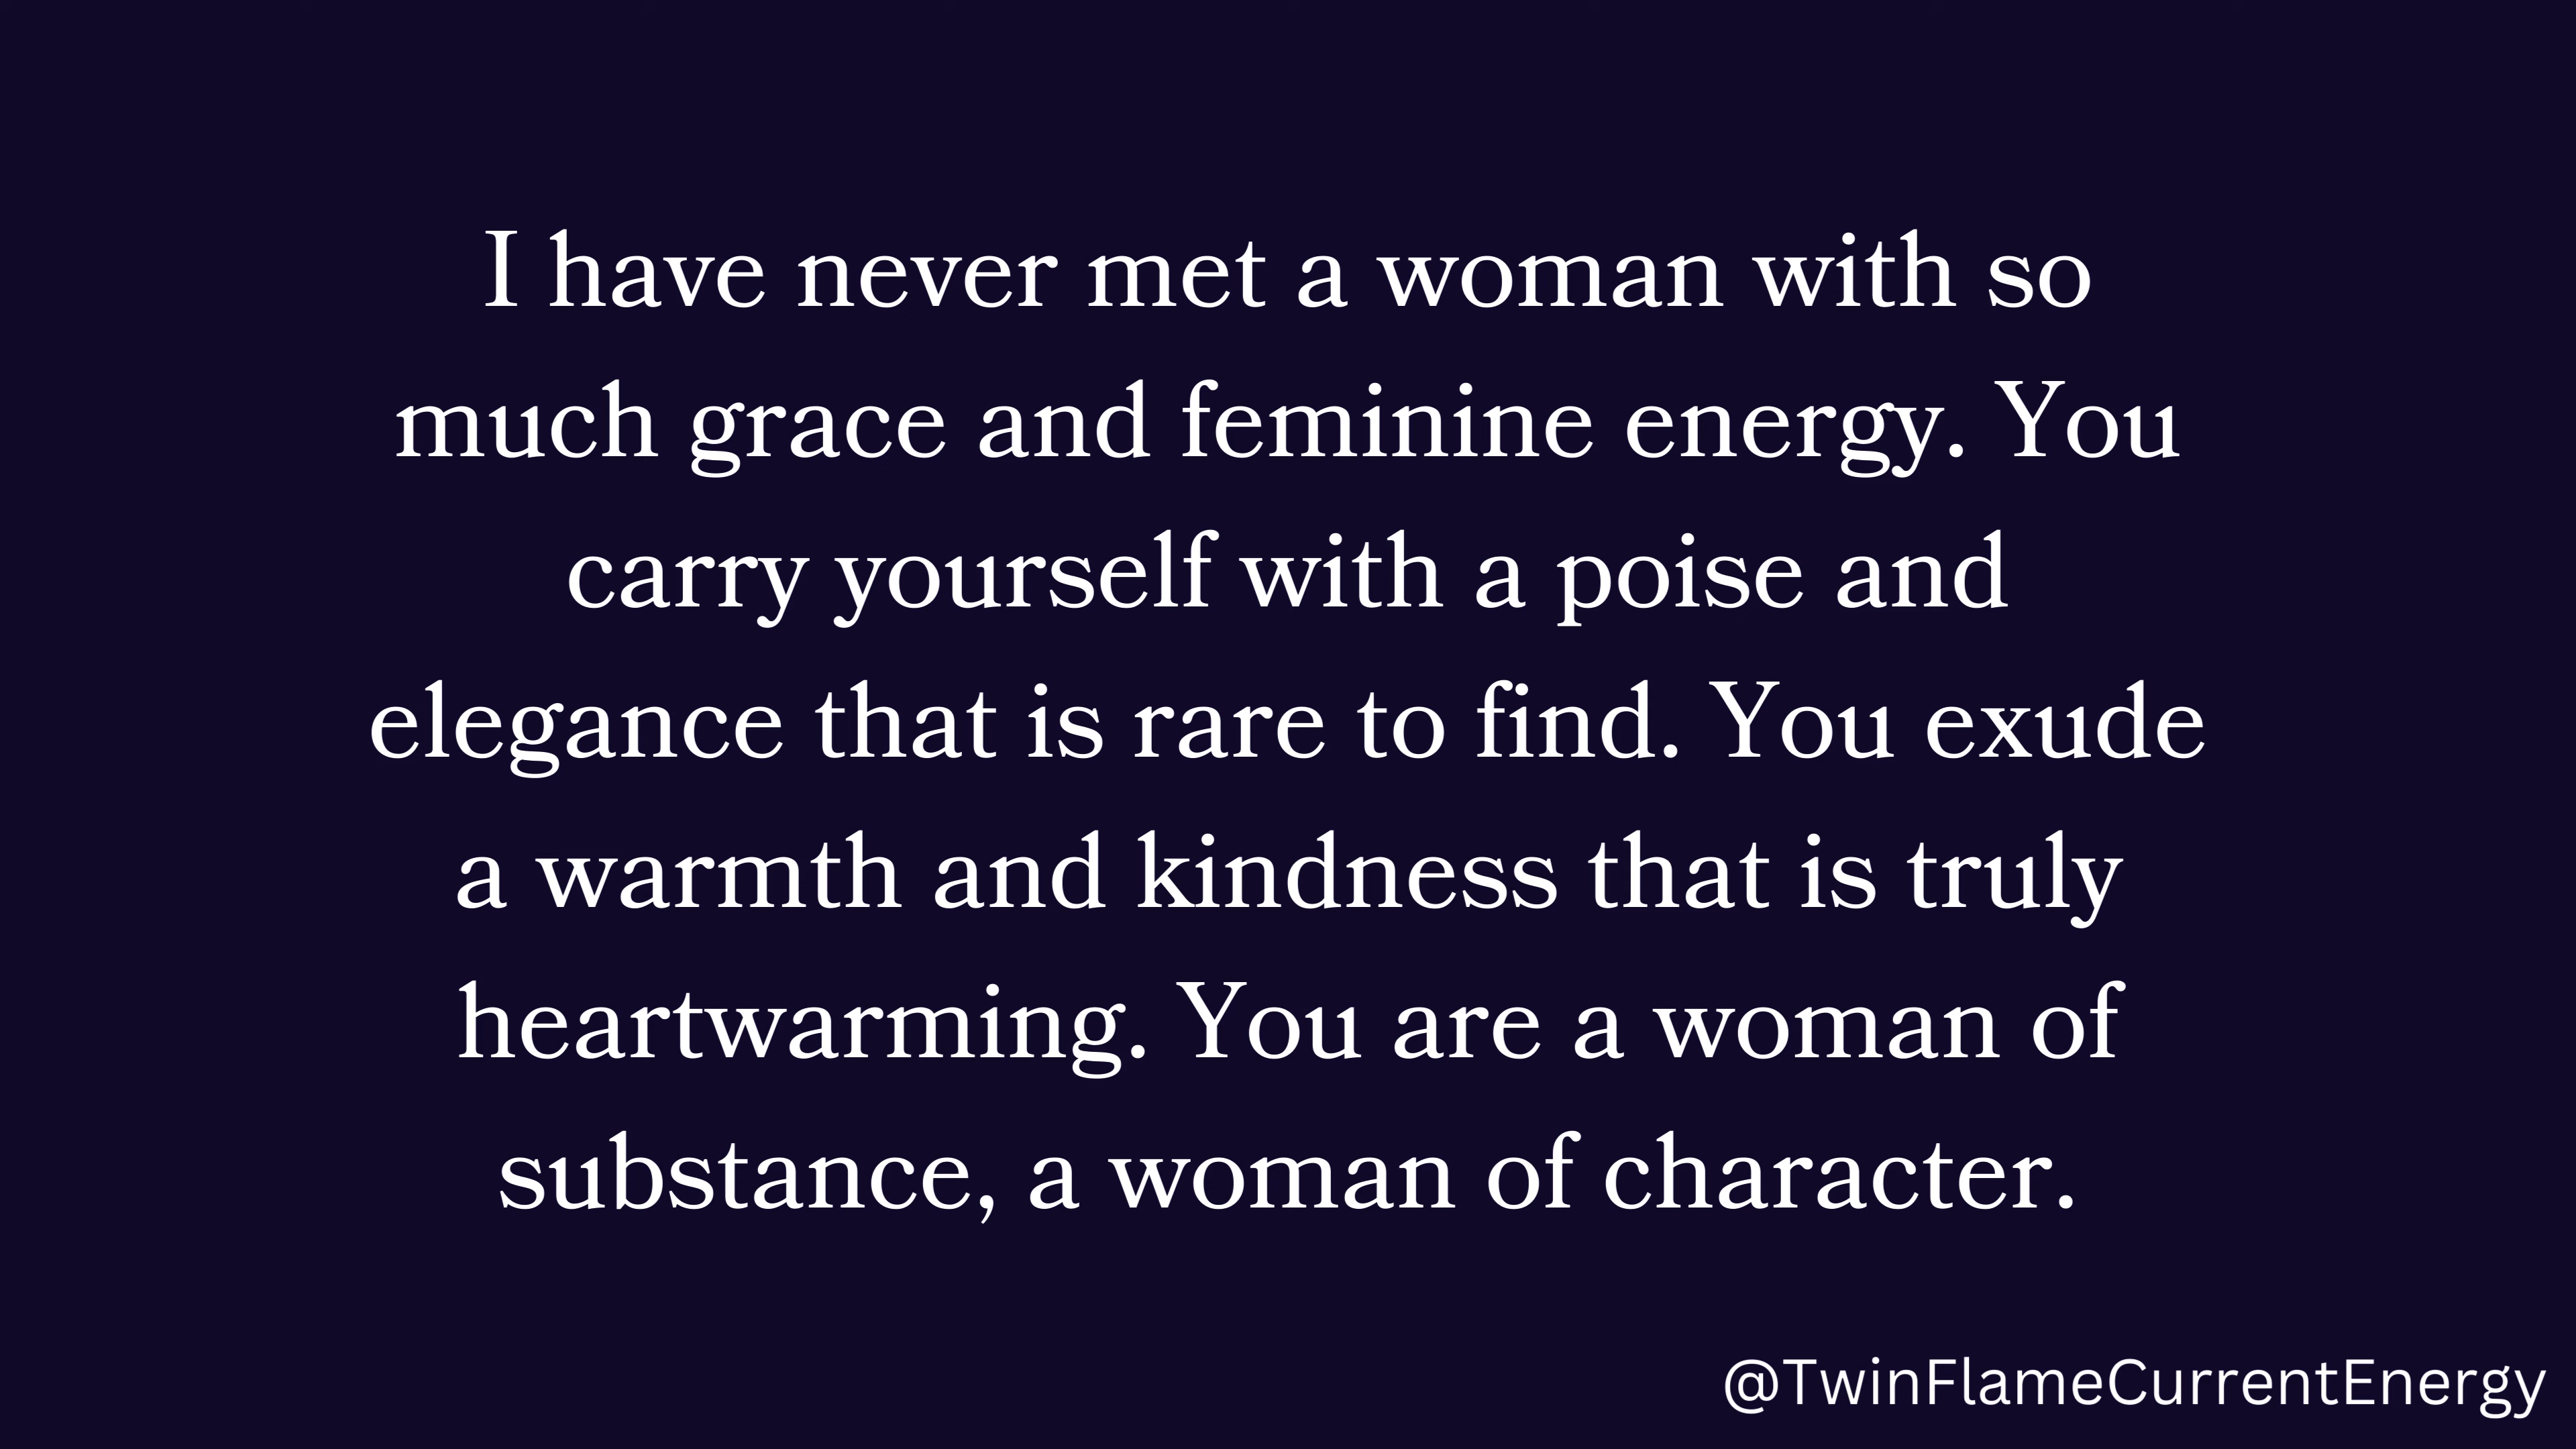 I have never met a woman with so
much grace and feminine energy. You
carry yourself with a poise and
elegance that is rare to find. You exude
a warmth and kindness that is truly
heartwarming. You are a woman of
substance, a woman of character.
@TwinFlameCurrentEnergy